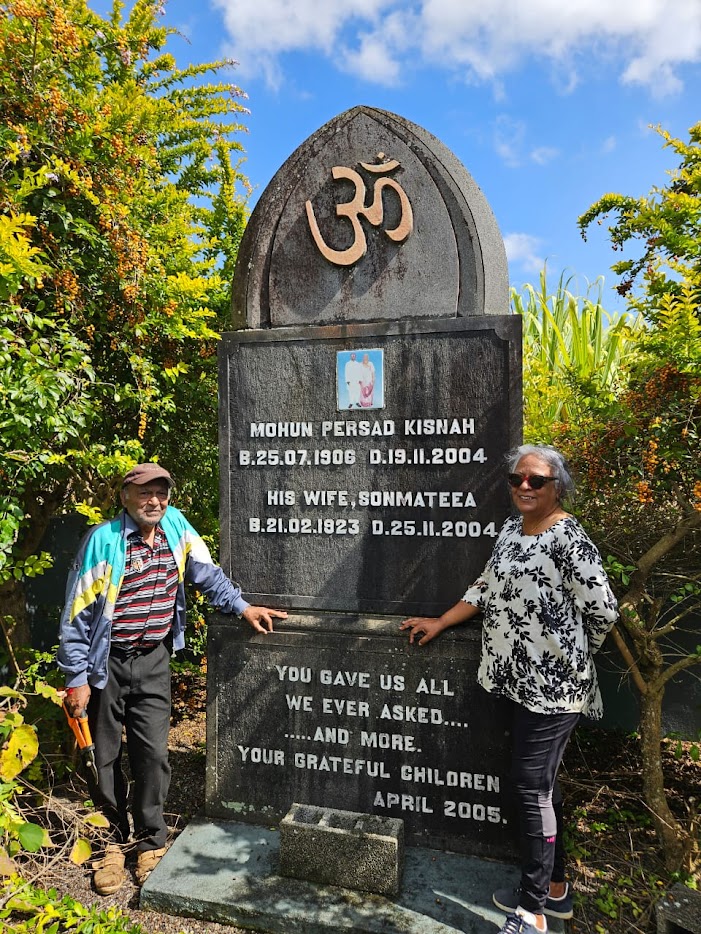 ॐ
MOHUN PERSAD KISNAH
B.25.07.1906 D.19.11.2004
HIS WIFE, SONMATEEA
B.21.02.1923 D.25.11.2004
YOU GAVE US ALL
WE EVER ASKED....
.....AND MORE.
YOUR GRATEFUL CHILDREN
APRIL 2005.